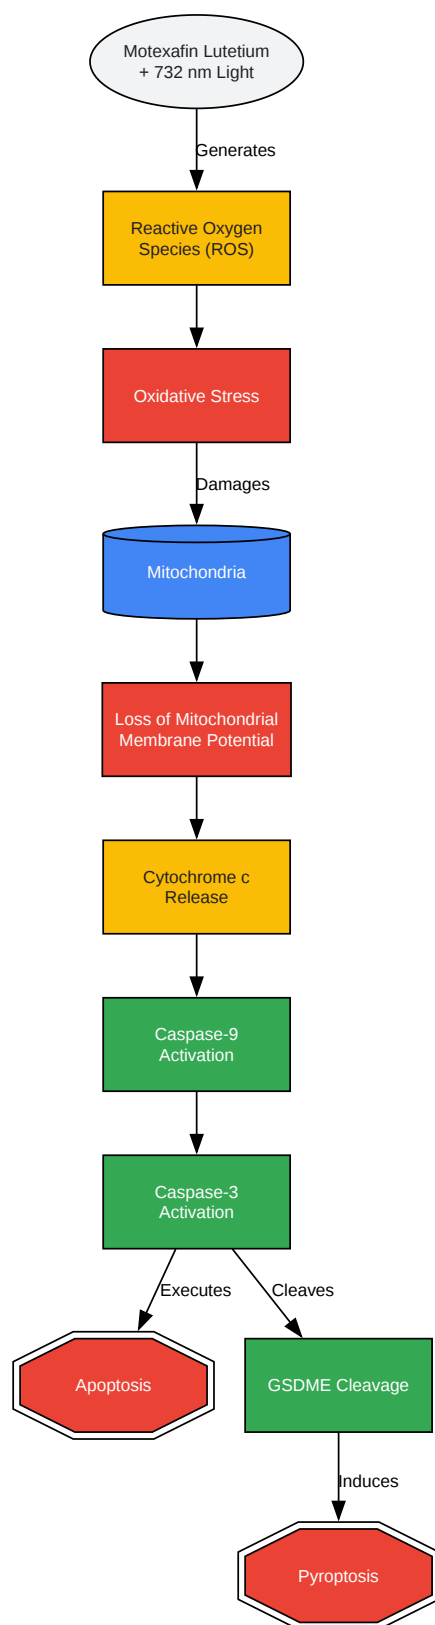 Motexafin Lutetium
+ 732 nm Light
Generates
Reactive Oxygen
Species (ROS)
Oxidative Stress
Damages
Mitochondria
Loss of Mitochondrial
Membrane Potential
Cytochrome c
Release
Caspase-9
Activation
Caspase-3
Activation
Executes
Cleaves
Apoptosis
GSDME Cleavage
Induces
Pyroptosis